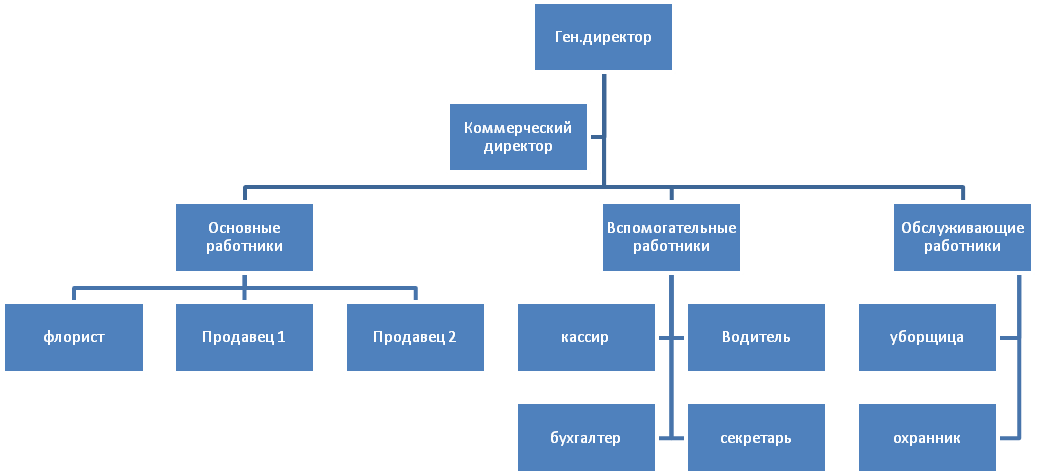 Ген.директор
Коммерческий
директор
Основные
работники
Вспомогательные
работники
Обслуживающие
работники
флорист
Продавец 1
Продавец 2
кассир
Водитель
уборщица
бухгалтер
секретарь
охранник